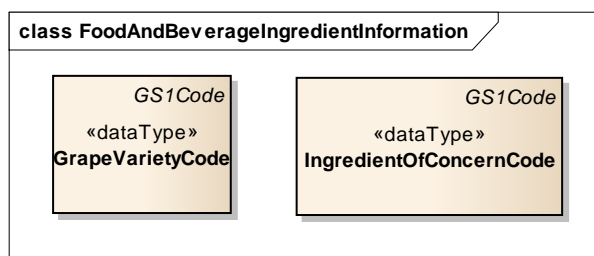 class FoodAndBeverageIngredientInformation
GS1Code
«dataType»
GrapeVarietyCode
GS1Code
«dataType»
IngredientOfConcernCode